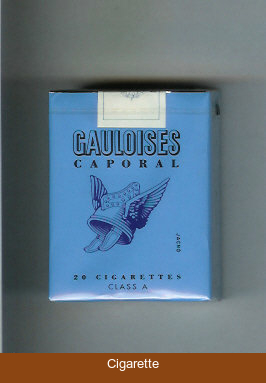 GAULOISES
CAPORAL
20 CIGARETTES
CLASS A
Cigarette